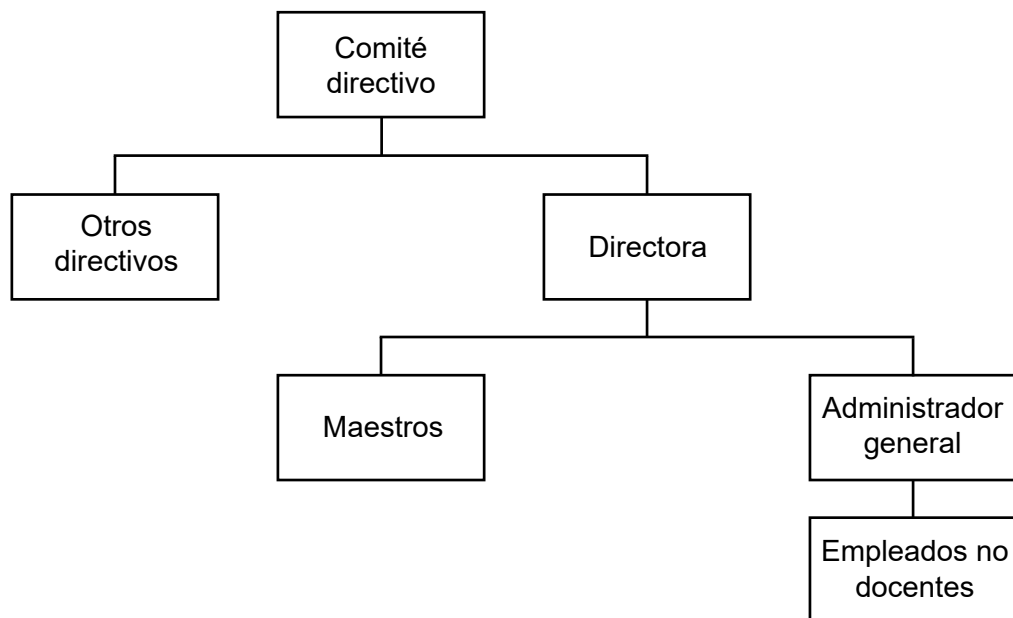 Comité
directivo
Otros
directivos
Directora
Maestros
Administrador
general
Empleados no
docentes